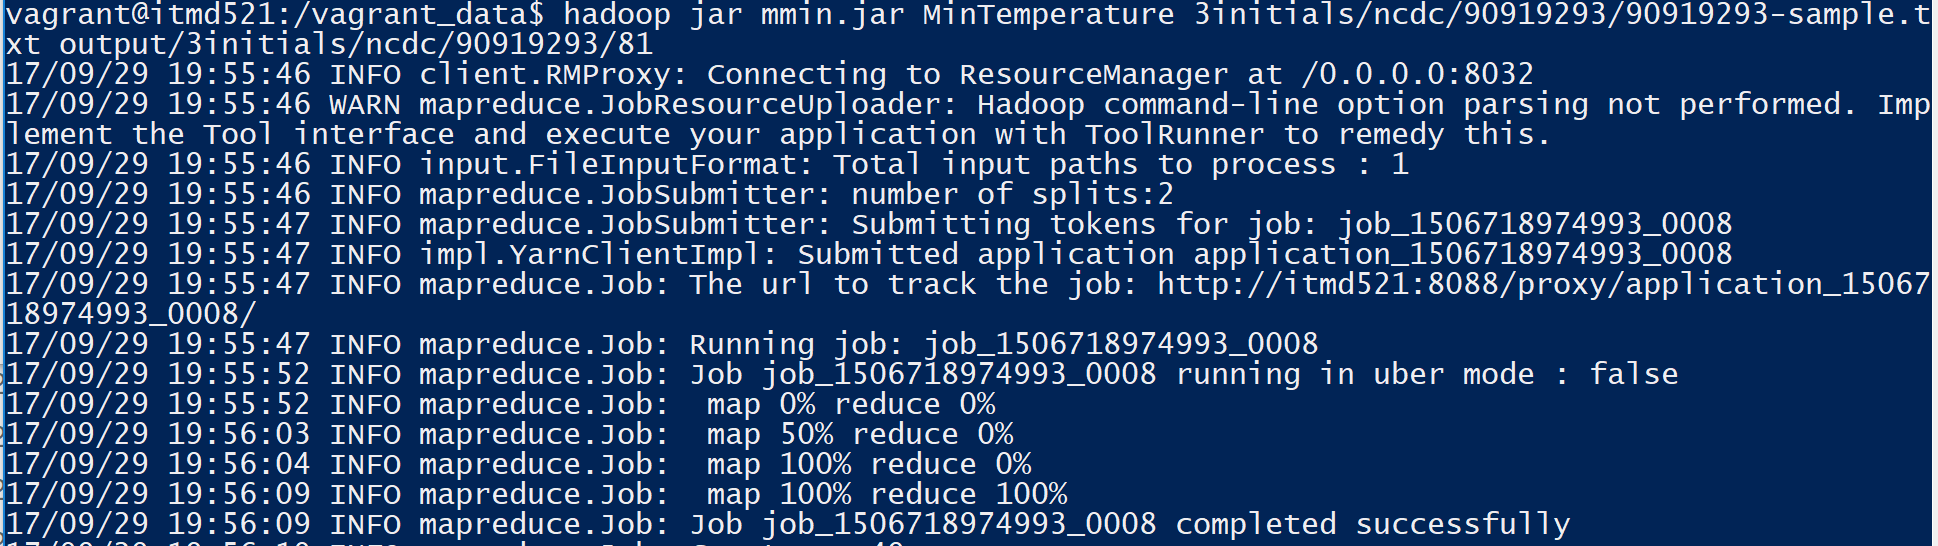 vagrant@itmd521:/vagrant_data$ hadoop jar mmin.jar MinTemperature 3initials/ncdc/90919293/90919293-sample.t
xt output/3initials/ncdc/90919293/81
17/09/29 19:55:46 INFO client.RMProxy: Connecting to ResourceManager at /0.0.0.0:8032
17/09/29 19:55:46 WARN mapreduce.JobResourceUploader: Hadoop command-line option parsing not performed. Imp
lement the Tool interface and execute your application with ToolRunner to remedy this.
17/09/29 19:55:46 INFO input.FileInputFormat: Total input paths to process : 1
17/09/29 19:55:46 INFO mapreduce.JobSubmitter: number of splits:2
17/09/29 19:55:47 INFO mapreduce.JobSubmitter: Submitting tokens for job: job_1506718974993_0008
17/09/29 19:55:47 INFO impl.YarnClientImpl: Submitted application application_1506718974993_0008
17/09/29 19:55:47 INFO mapreduce.Job: The url to track the job: http://itmd521:8088/proxy/application_15067
18974993_0008/
17/09/29 19:55:47 INFO mapreduce.Job: Running job: job_1506718974993_0008
17/09/29 19:55:52 INFO mapreduce.Job: Job job_1506718974993_0008 running in uber mode : false
17/09/29 19:55:52 INFO mapreduce.Job:  map 0% reduce 0%
17/09/29 19:56:03 INFO mapreduce.Job:  map 50% reduce 0%
17/09/29 19:56:04 INFO mapreduce.Job:  map 100% reduce 0%
17/09/29 19:56:09 INFO mapreduce.Job:  map 100% reduce 100%
17/09/29 19:56:09 INFO mapreduce.Job: Job job_1506718974993_0008 completed successfully